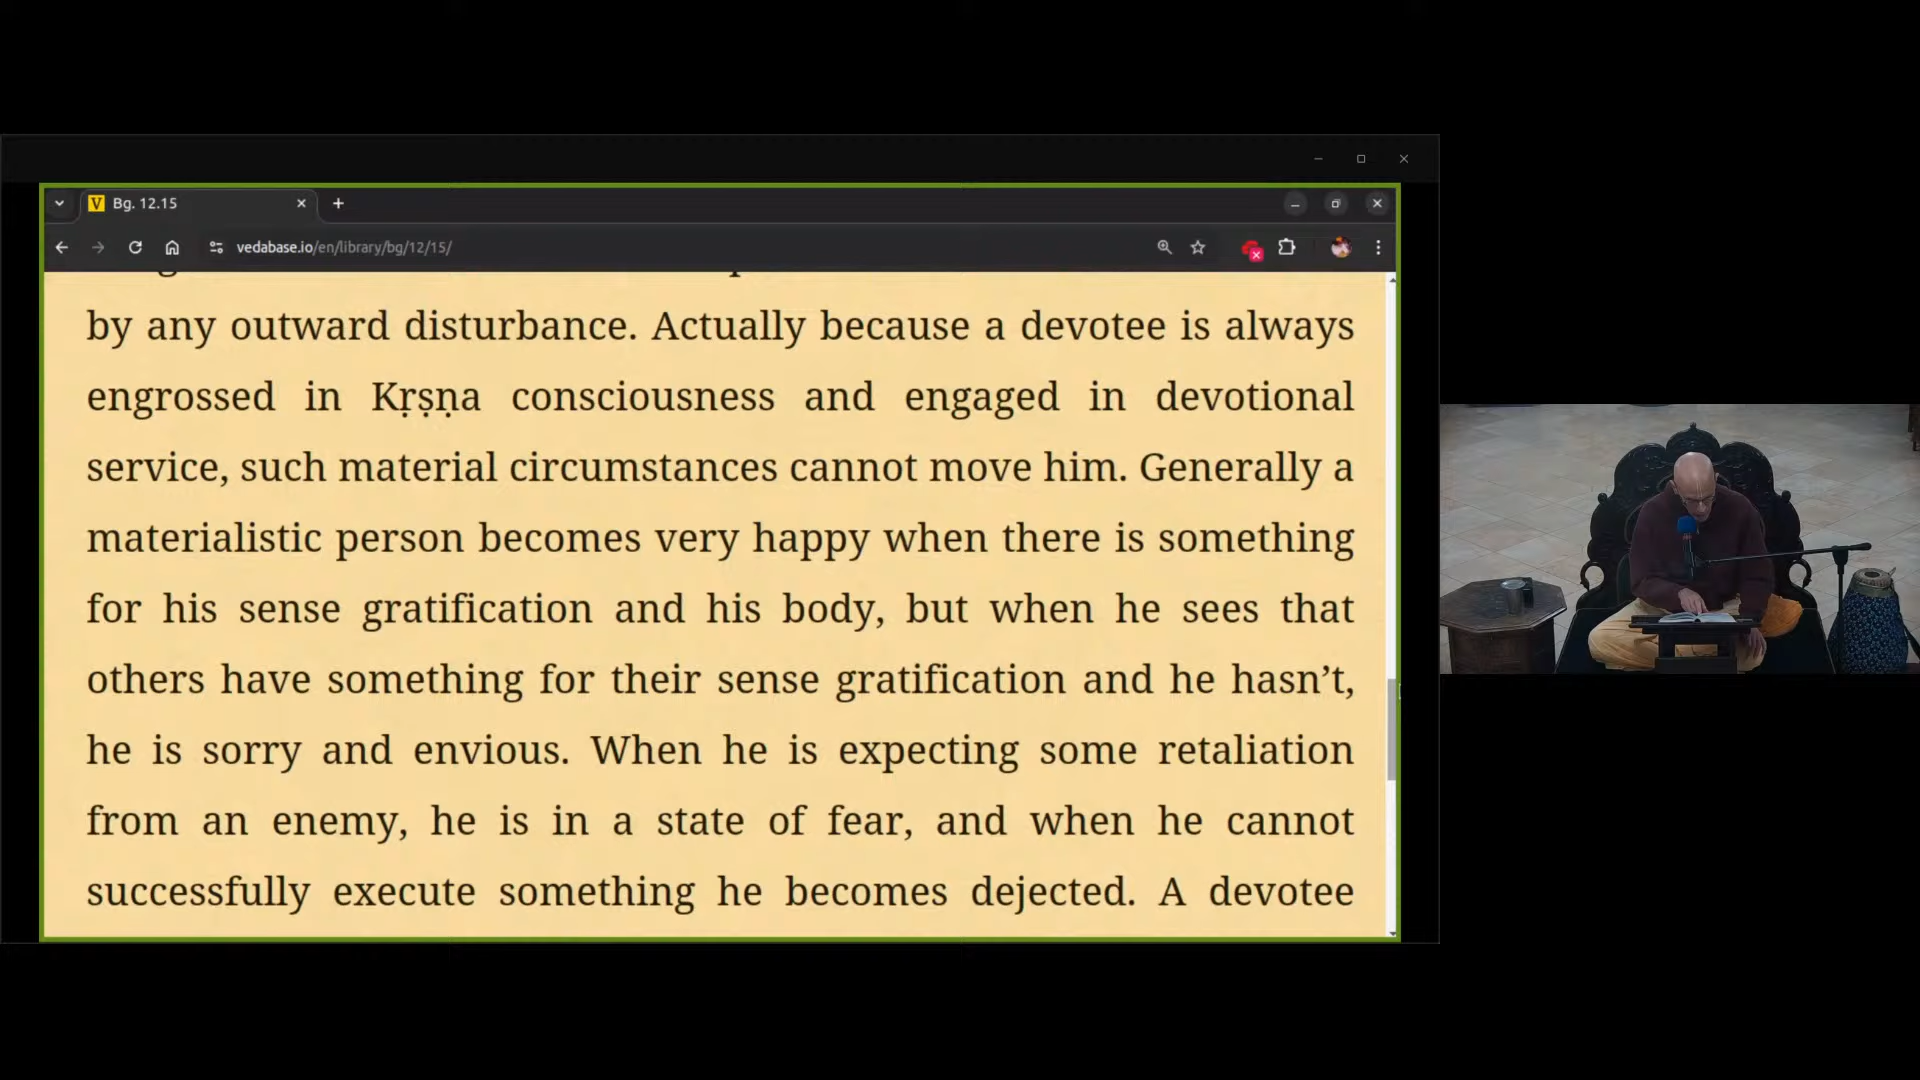 Bg. 12.15
vedabase.io/en/library/bg/12/15/
by any outward disturbance. Actually because a devotee is always
engrossed in Kṛṣṇa consciousness and engaged in devotional
service, such material circumstances cannot move him. Generally a
materialistic person becomes very happy when there is something
for his sense gratification and his body, but when he sees that
others have something for their sense gratification and he hasn’t,
he is sorry and envious. When he is expecting some retaliation
from an enemy, he is in a state of fear, and when he cannot
successfully execute something he becomes dejected. A devotee